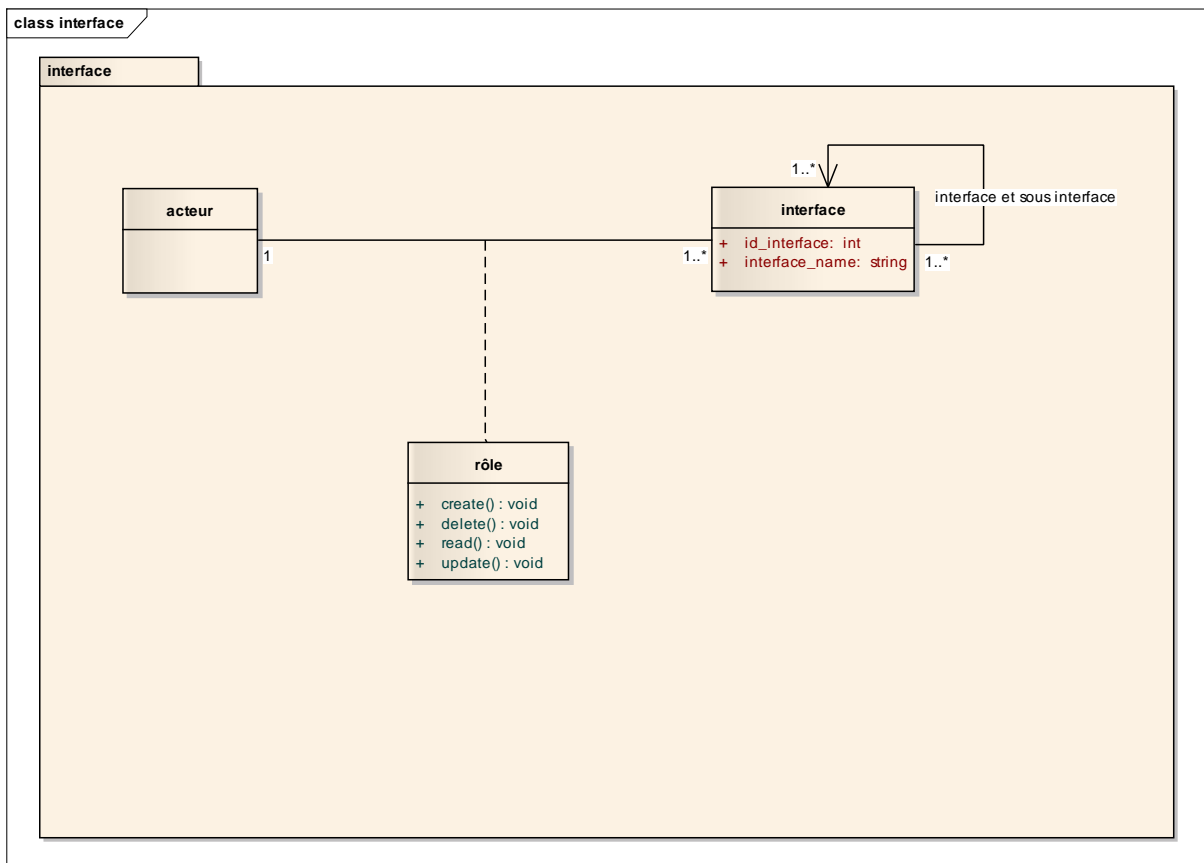 class interface
interface
acteur
1
1..*
interface
+ id_interface: int
+ interface_name: string
1..*
interface et sous interface
1..*
rôle
+ create() : void
+ delete() : void
+ read() : void
+ update() : void